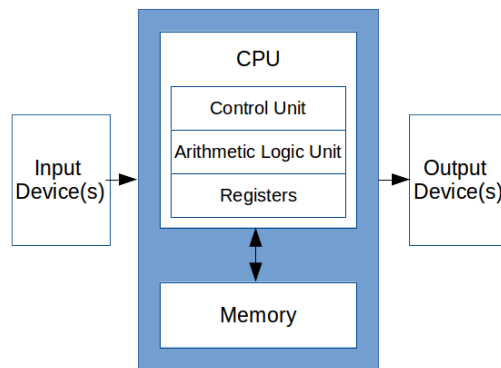 CPU
Control Unit
Arithmetic Logic Unit
Registers
Input
Device(s)
Output
Device(s)
Memory